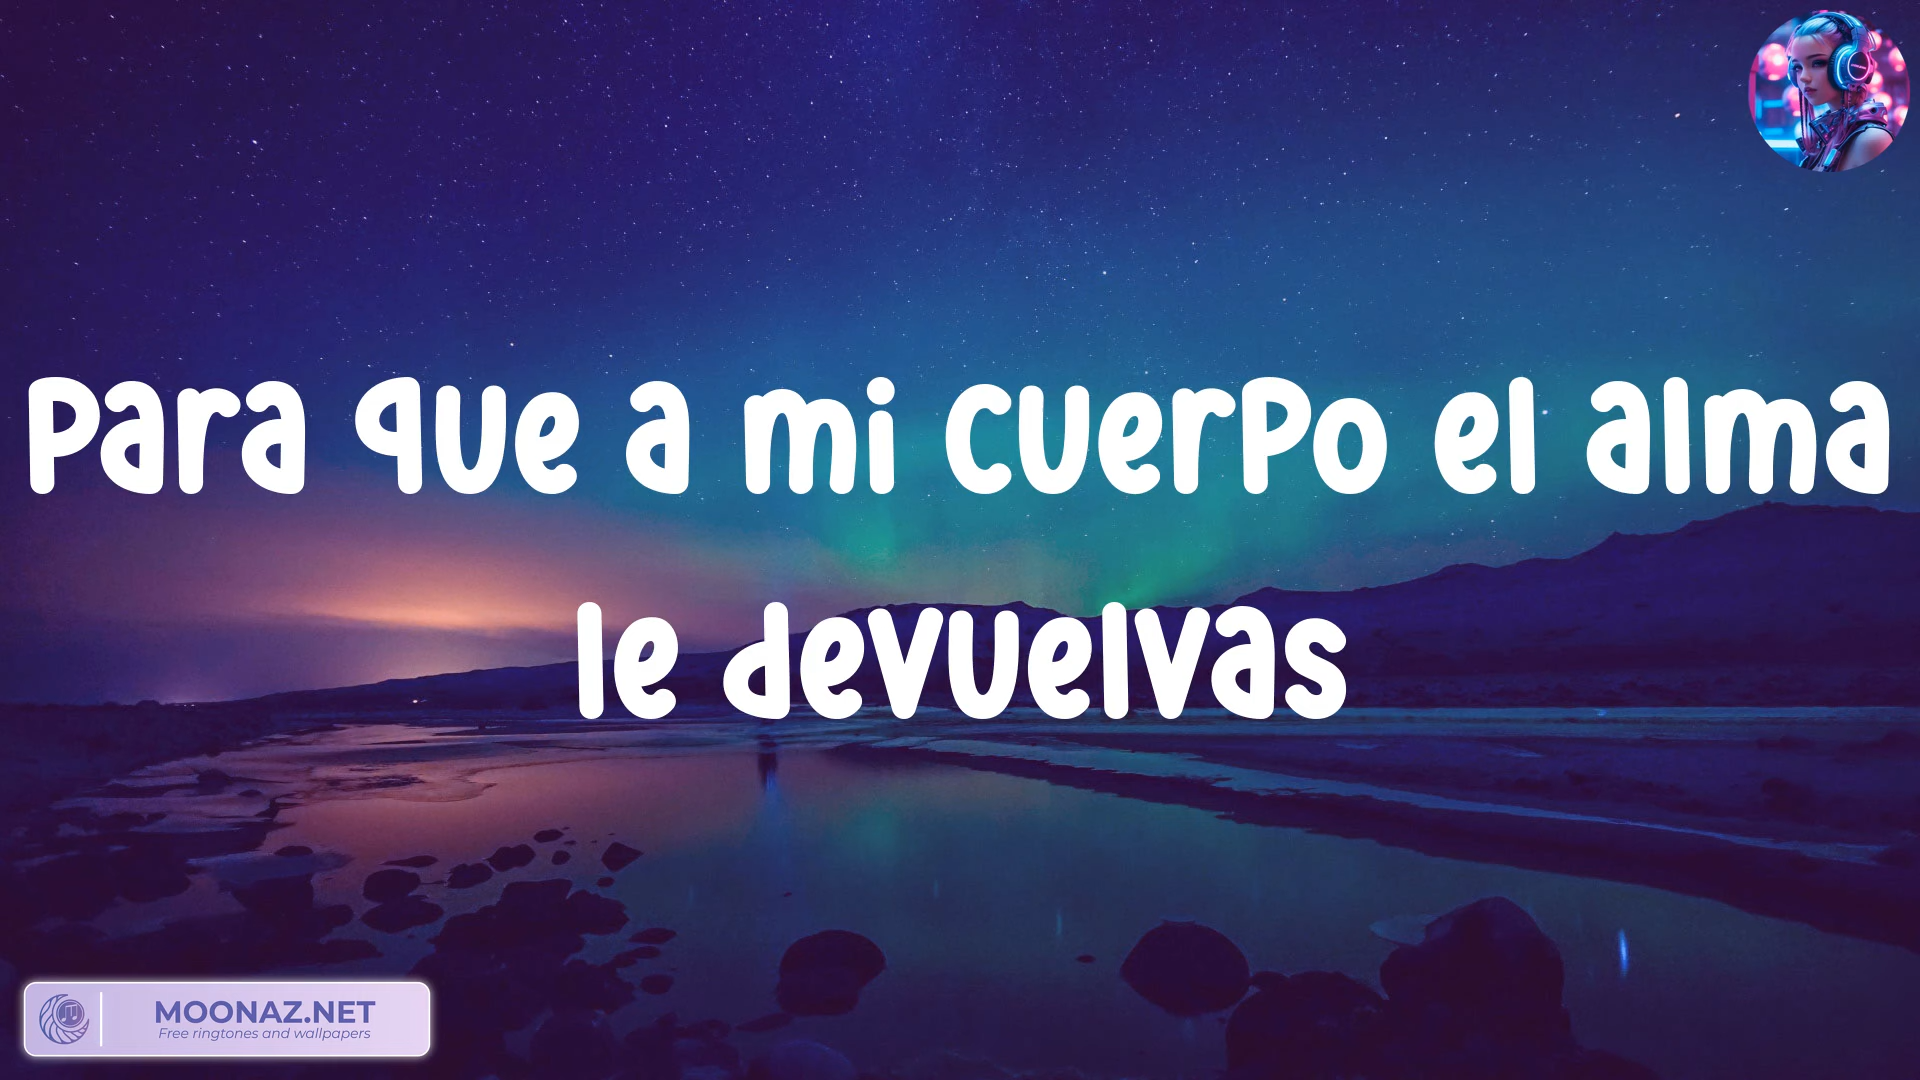 Para que a mi cuerpo el alma
le devuelvas
MOONAZ.NET
Free ringtones and wallpapers